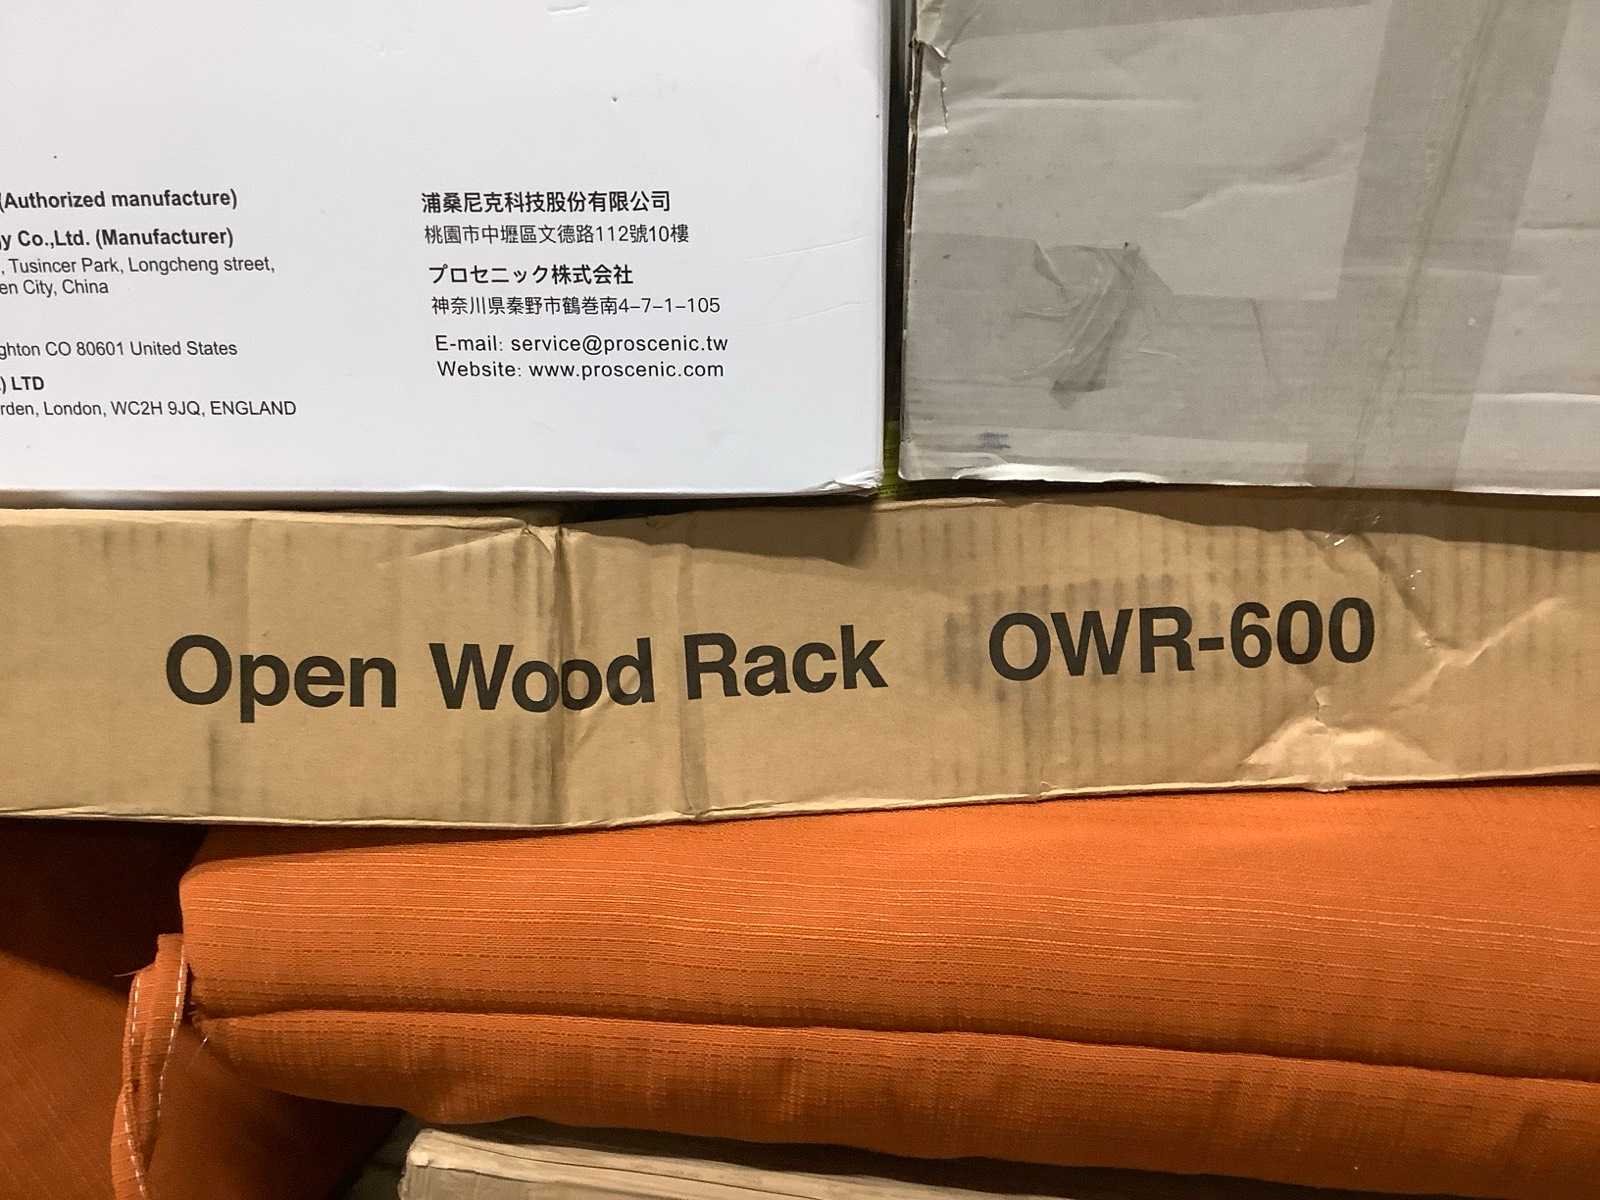 (Authorized manufacture)
Co.,Ltd. (Manufacturer)
, Tusincer Park, Longcheng street,
City, China
CO 80601 United States
) LTD
, London, WC2H 9JQ, ENGLAND
浦桑尼克科技股份有限公司
桃園市中壢區文德路112號10樓
プロセニック株式会社
神奈川県秦野市鶴巻南4-7-1-105
E-mail: service@proscenic.tw
Website: www.proscenic.com
Open Wood Rack OWR-600